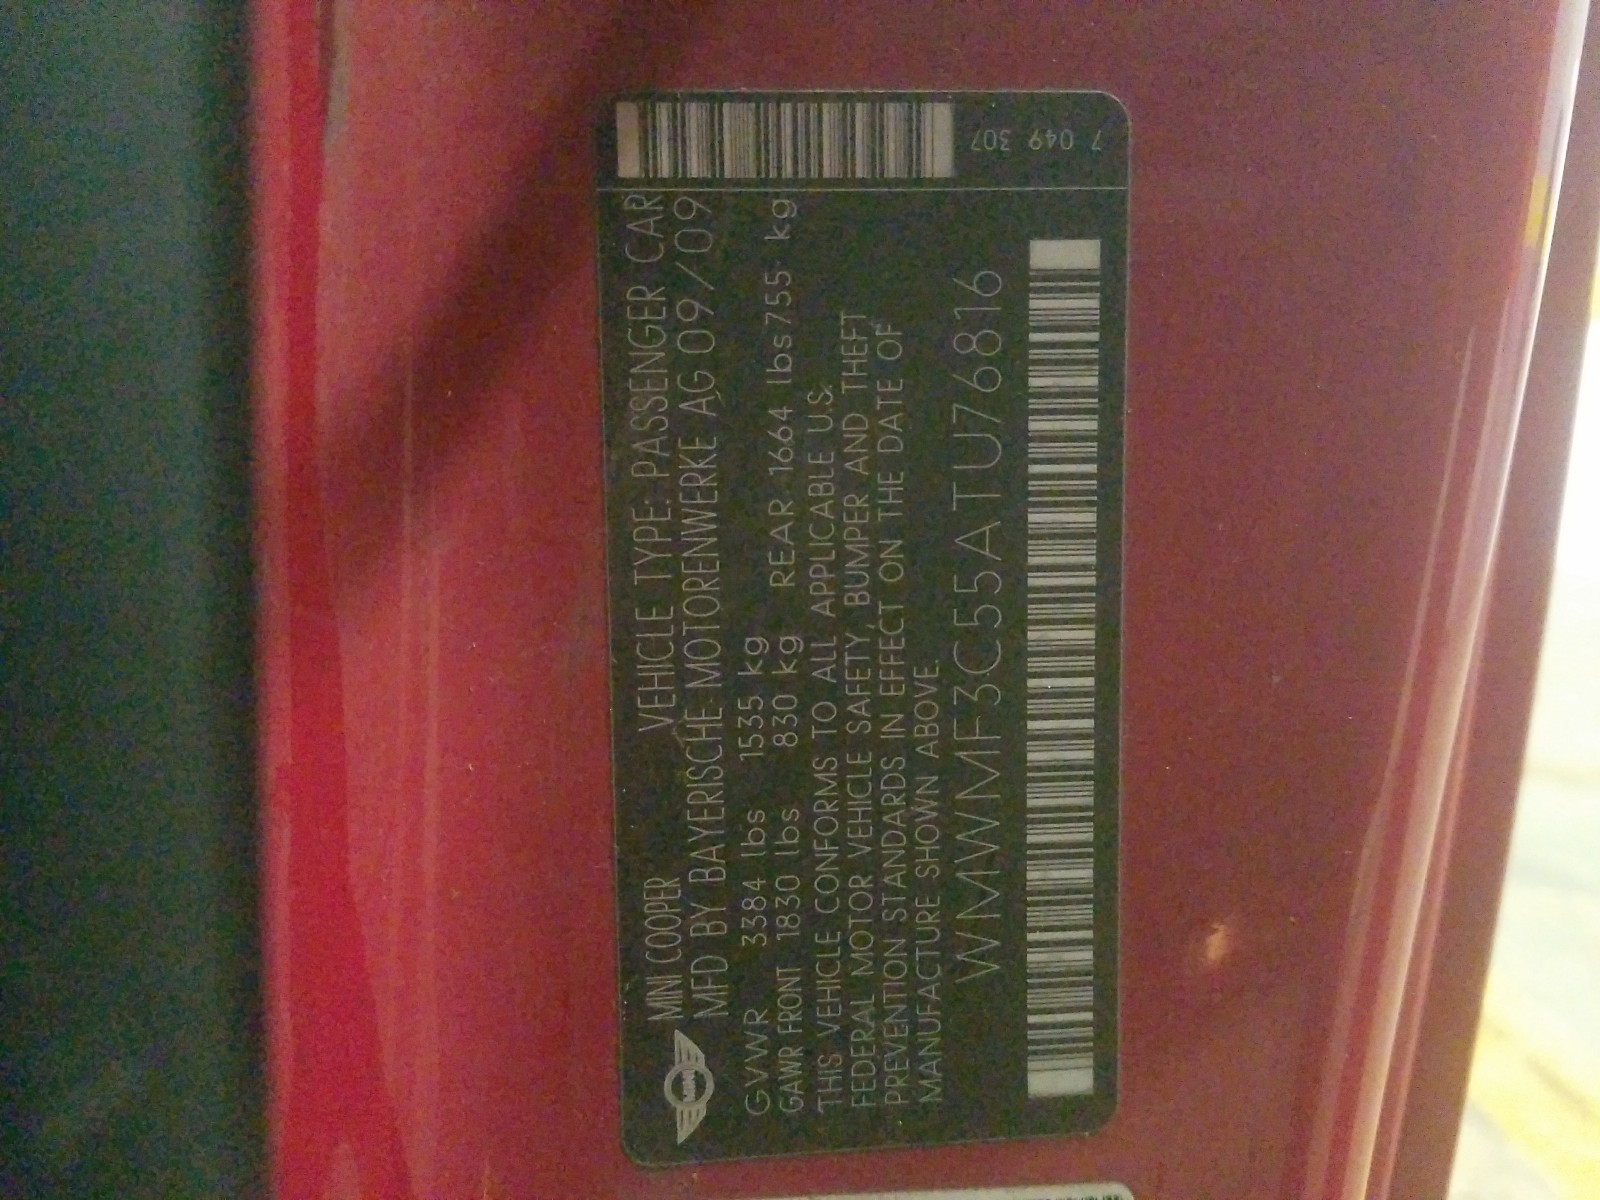 MINI COOPER VEHICLE TYPE: PASSENGER CAR
MFD BY BAYERISCHE MOTORENWERKE AG 09/09
GVWR 3384 lbs 1535 kg
GAWR FRONT 1830 lbs 830 kg REAR 1664 lbs 755 kg
THIS VEHICLE CONFORMS TO ALL APPLICABLE U.S.
FEDERAL MOTOR VEHICLE SAFETY, BUMPER AND THEFT
PREVENTION STANDARDS IN EFFECT ON THE DATE OF
MANUFACTURE SHOWN ABOVE.
WMWMF3C55ATU76816
7 049 307
MINI